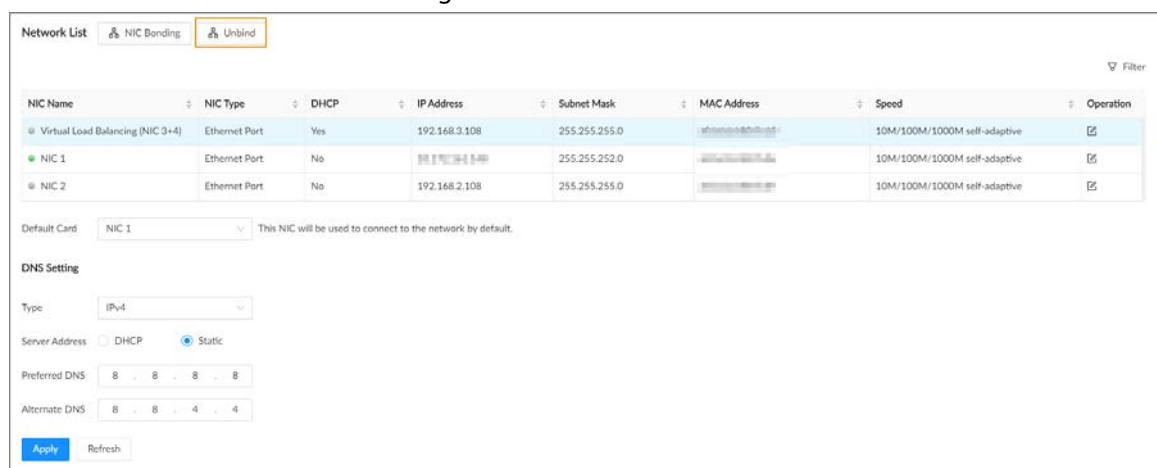 Network List NIC Bonding Unbind
Filter
NIC Name NIC Type DHCP IP Address Subnet Mask MAC Address Speed Operation
Virtual Load Balancing (NIC 3+4) Ethernet Port Yes 192.168.3.108 255.255.255.0 10M/100M/1000M self-adaptive
NIC 1 Ethernet Port No 255.255.252.0 10M/100M/1000M self-adaptive
NIC 2 Ethernet Port No 192.168.2.108 255.255.255.0 10M/100M/1000M self-adaptive
Default Card NIC 1 This NIC will be used to connect to the network by default.
DNS Setting
Type IPv4
Server Address DHCP Static
Preferred DNS 8 . 8 . 8 . 8
Alternate DNS 8 . 8 . 4 . 4
Apply Refresh